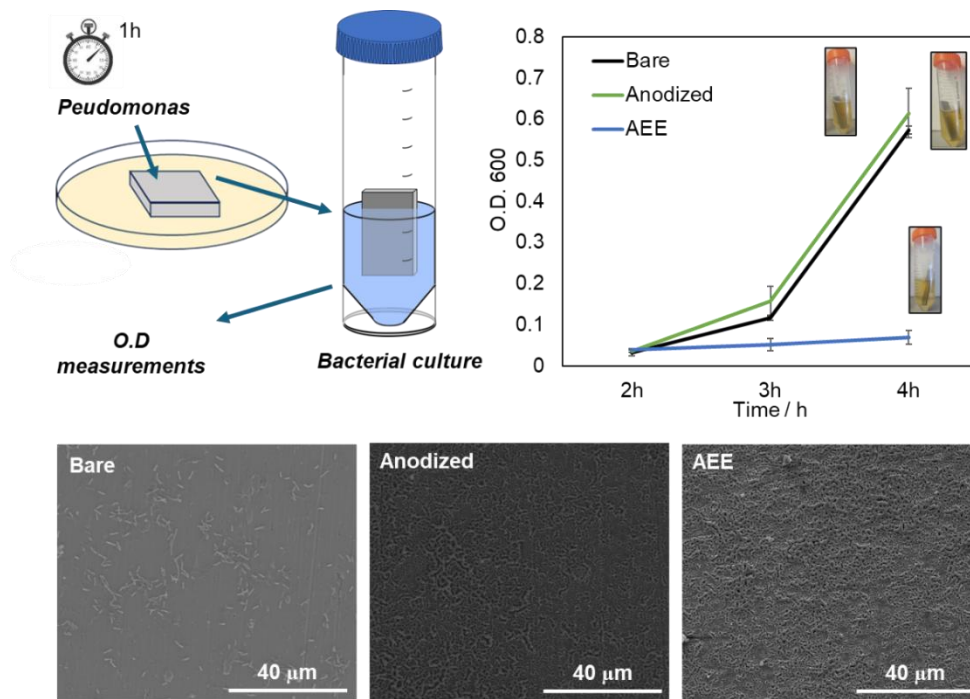 1h
Peudomonas
O.D
measurements
Bacterial culture
O.D. 600
0.8
0.7
0.6
0.5
0.4
0.3
0.2
0.1
0
Bare
Anodized
AEE
2h
3h
4h
Time / h
Bare
40 μm
Anodized
40 μm
AEE
40 μm